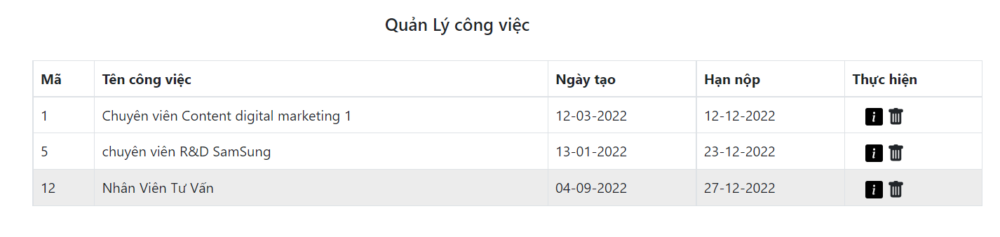 Quản Lý công việc
Mã Tên công việc Ngày tạo Hạn nộp Thực hiện
1 Chuyên viên Content digital marketing 1 12-03-2022 12-12-2022
5 chuyên viên R&D SamSung 13-01-2022 23-12-2022
12 Nhân Viên Tư Vấn 04-09-2022 27-12-2022